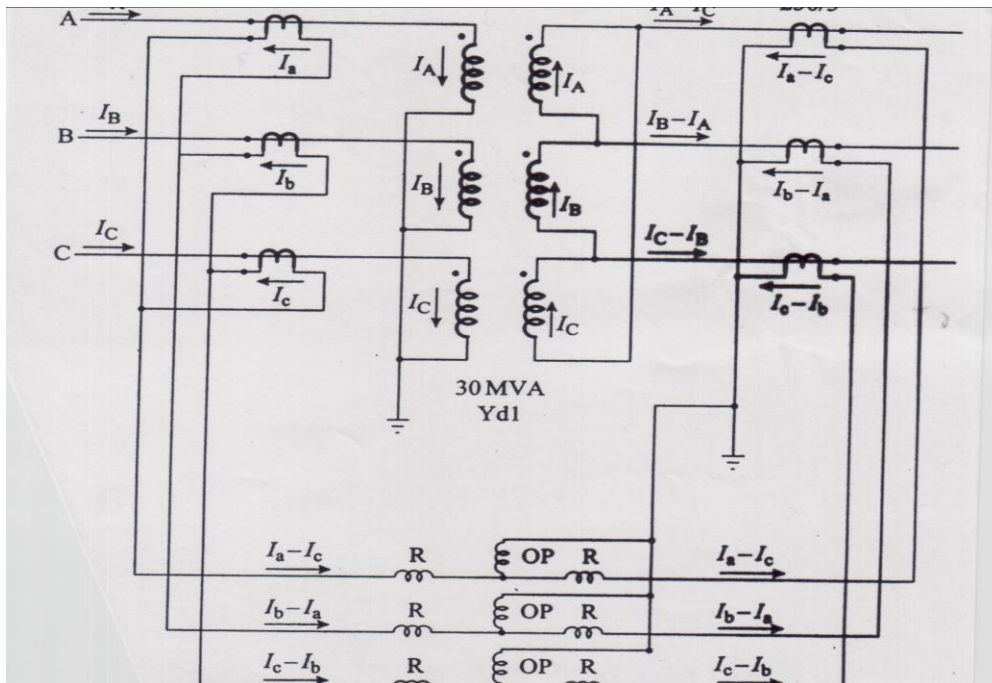 A
I_a
I_A
I_A
I_a–I_c
B I_B
I_B–I_A
I_b
I_B
I_B
I_b–I_a
C I_C
I_C–I_B
I_c
I_C
I_C
I_c–I_b
30 MVA
Yd1
I_a–I_c R OP R I_a–I_c
I_b–I_a R OP R I_b–I_a
I_c–I_b R OP R I_c–I_b